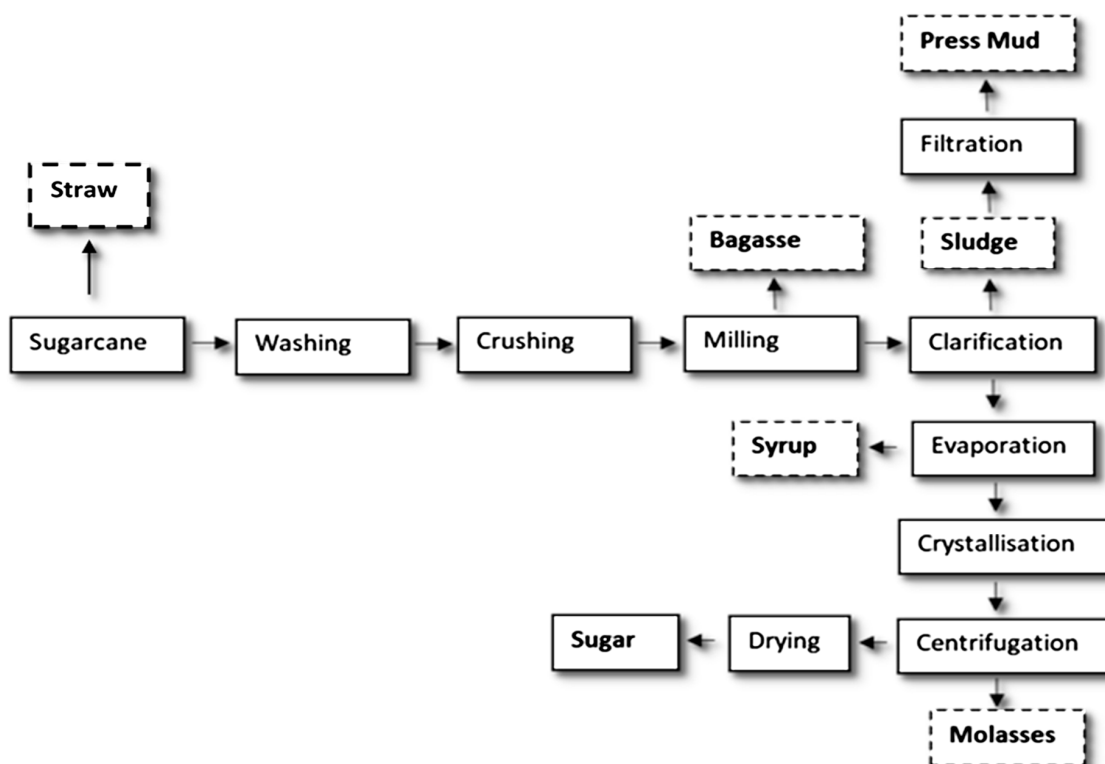 Press Mud
Filtration
Straw
Bagasse
Sludge
Sugarcane
Washing
Crushing
Milling
Clarification
Syrup
Evaporation
Crystallisation
Sugar
Drying
Centrifugation
Molasses